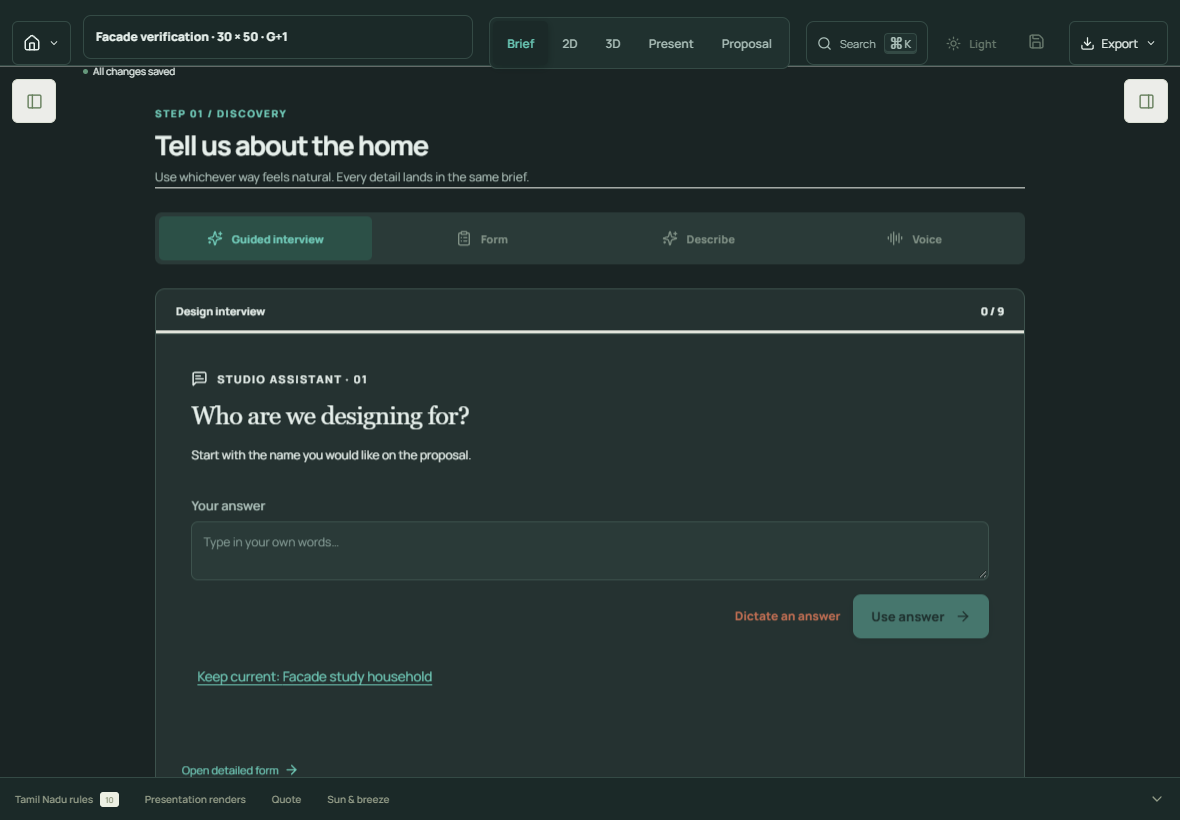 Facade verification · 30 × 50 · G+1
Brief
2D
3D
Present
Proposal
Search
⌘K
Light
Export
All changes saved
STEP 01 / DISCOVERY
Tell us about the home
Use whichever way feels natural. Every detail lands in the same brief.
Guided interview
Form
Describe
Voice
Design interview
0 / 9
STUDIO ASSISTANT · 01
Who are we designing for?
Start with the name you would like on the proposal.
Your answer
Type in your own words...
Dictate an answer
Use answer
Keep current: Facade study household
Open detailed form
Tamil Nadu rules
10
Presentation renders
Quote
Sun & breeze